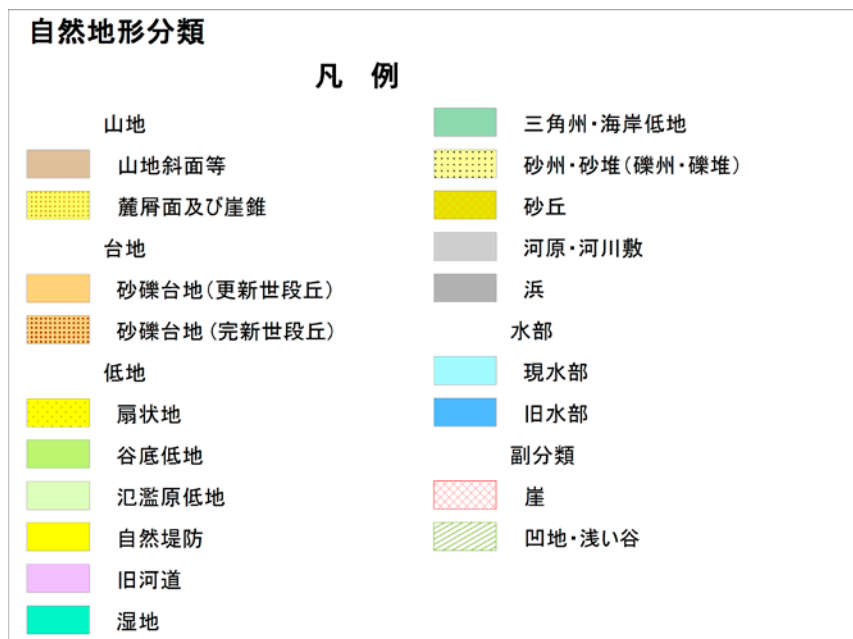 自然地形分類
凡 例
山地
山地斜面等
麓屑面及び崖錐
台地
砂礫台地(更新世段丘)
砂礫台地(完新世段丘)
低地
扇状地
谷底低地
氾濫原低地
自然堤防
旧河道
湿地
三角州・海岸低地
砂州・砂堆(礫州・礫堆)
砂丘
河原・河川敷
浜
水部
現水部
旧水部
副分類
崖
凹地・浅い谷